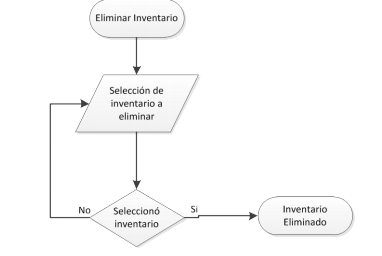 Eliminar Inventario
Selección de
inventario a
eliminar
No
Seleccionó
inventario
Si
Inventario
Eliminado